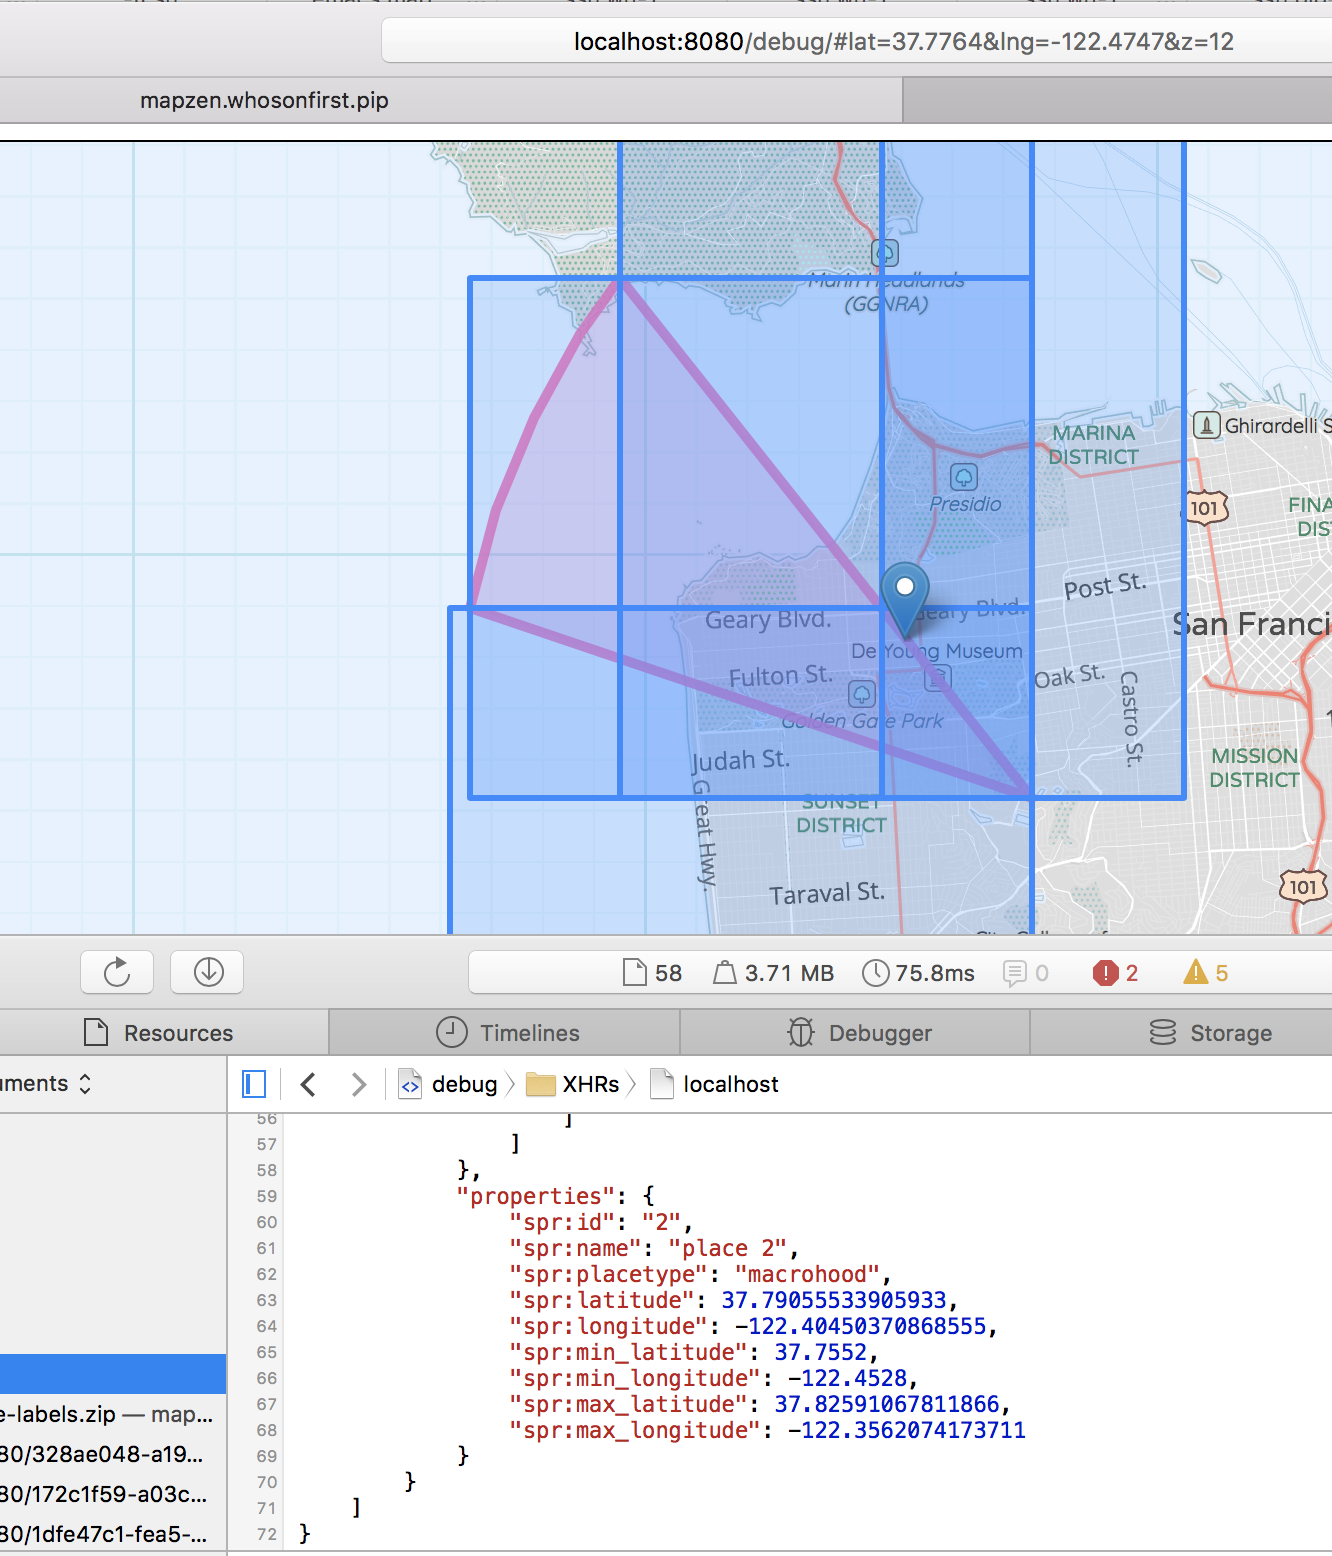 localhost:8080/debug/#lat=37.7764&lng=-122.4747&z=12
mapzen.whosonfirst.pip
Marin Headlands
(GGNRA)
MARINA
DISTRICT
Ghirardelli S
Presidio
101
FINA
DIS
Post St.
Geary Blvd.
Geary Blvd.
San Franci
De Young Museum
Fulton St.
Oak St.
Castro St.
Golden Gate Park
Judah St.
Great Hwy.
MISSION
DISTRICT
SUNSET
DISTRICT
Taraval St.
101
58 3.71 MB 75.8ms 0 2 5
Resources Timelines Debugger Storage
uments debug XHRs localhost
56 ]
57 ]
58 },
59 "properties": {
60 "spr:id": "2",
61 "spr:name": "place 2",
62 "spr:placetype": "macrohood",
63 "spr:latitude": 37.79055533905933,
64 "spr:longitude": -122.40450370868555,
65 "spr:min_latitude": 37.7552,
66 "spr:min_longitude": -122.4528,
67 "spr:max_latitude": 37.82591067811866,
68 "spr:max_longitude": -122.3562074173711
69 }
70 }
71 ]
72 }
e-labels.zip — map...
80/328ae048-a19...
80/172c1f59-a03c...
80/1dfe47c1-fea5-...